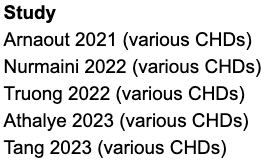 Study
Arnaout 2021 (various CHDs)
Nurmaini 2022 (various CHDs)
Truong 2022 (various CHDs)
Athalye 2023 (various CHDs)
Tang 2023 (various CHDs)